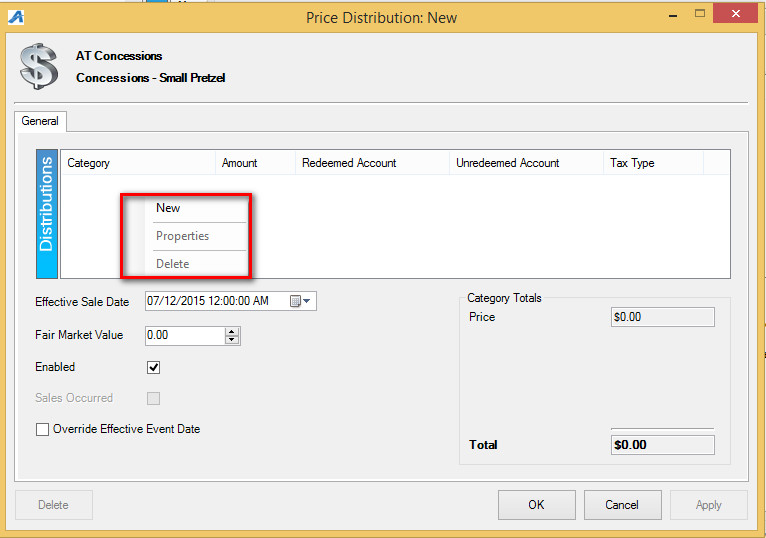 Price Distribution: New
AT Concessions
Concessions - Small Pretzel
General
Distributions
Category Amount Redeemed Account Unredeemed Account Tax Type
New
Properties
Delete
Effective Sale Date 07/12/2015 12:00:00 AM
Fair Market Value 0.00
Enabled
Sales Occurred
Override Effective Event Date
Category Totals
Price $0.00
Total $0.00
Delete OK Cancel Apply